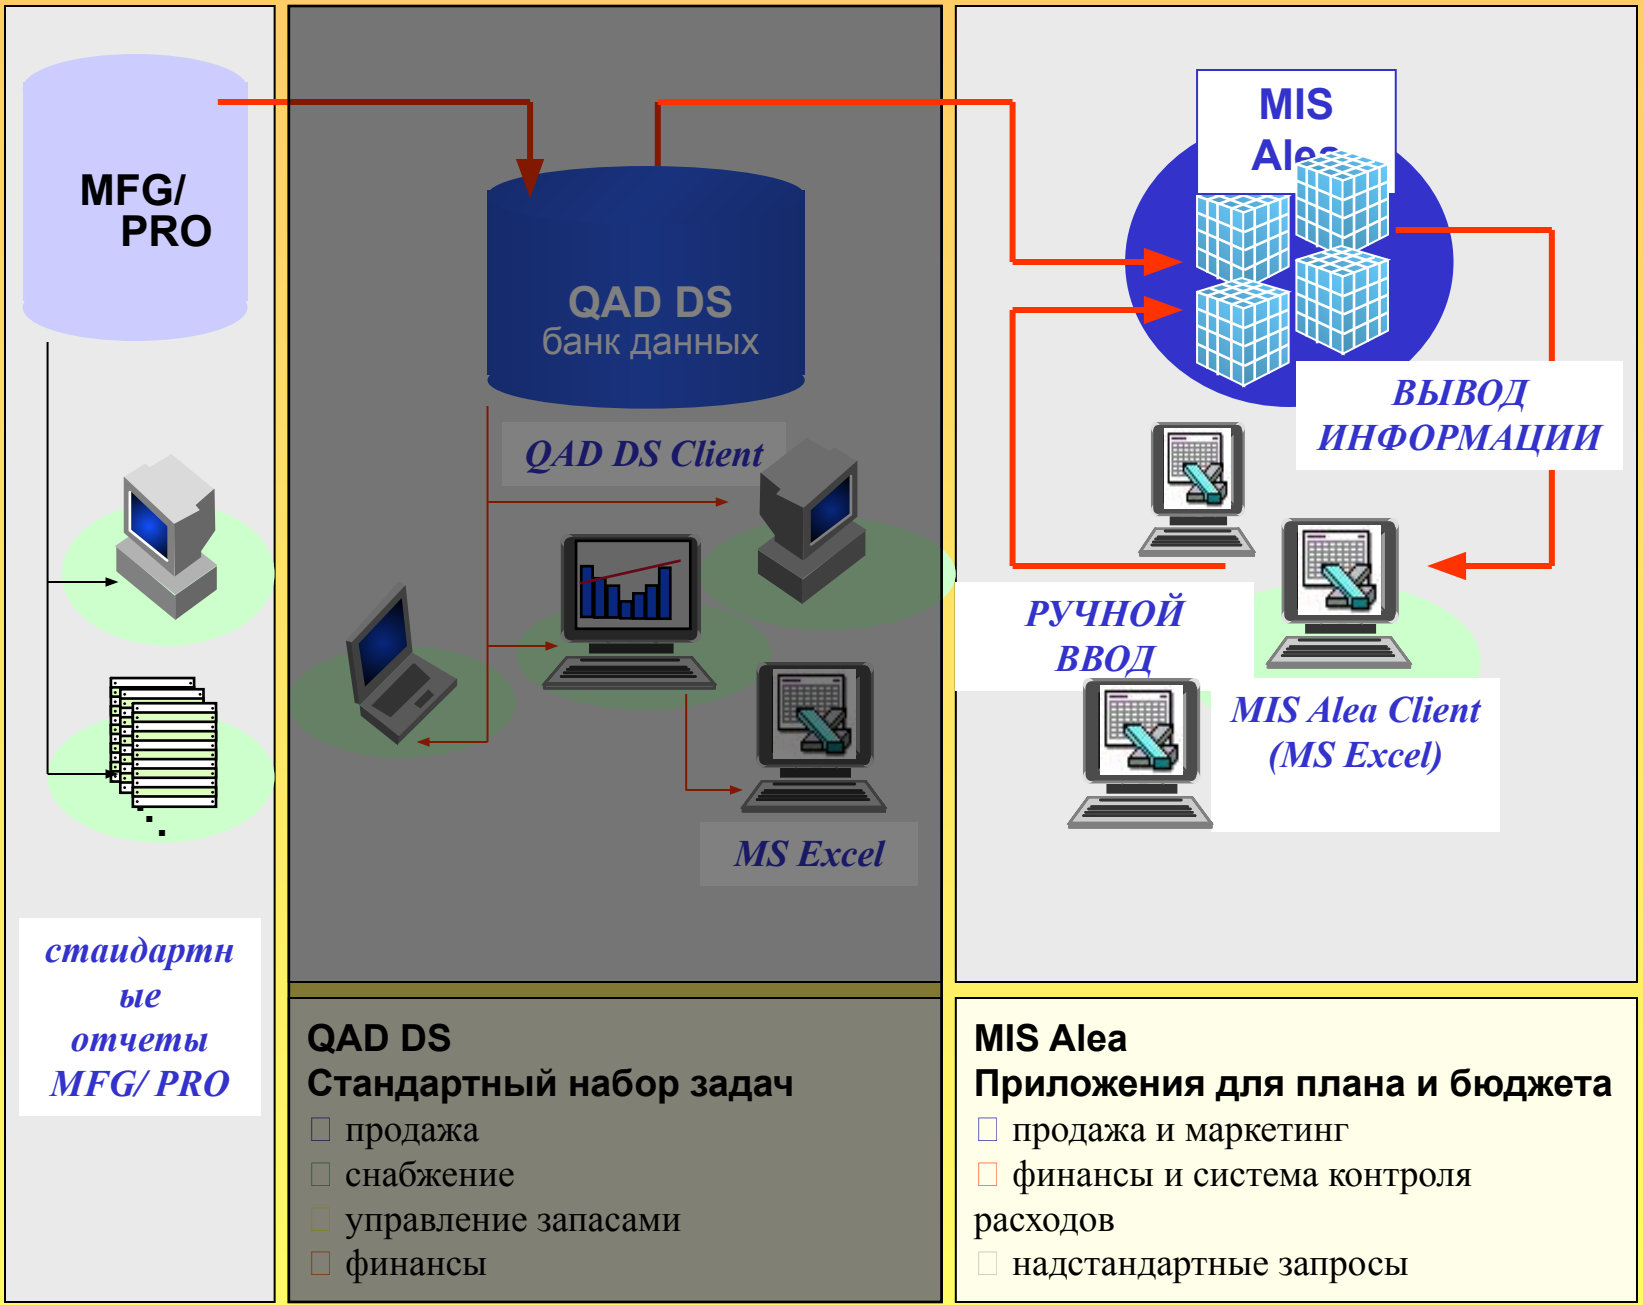 MFG/
PRO
стаидартн
ые
отчеты
MFG/ PRO
QAD DS
банк данных
QAD DS Client
MS Excel
QAD DS
Стандартный набор задач
продажа
снабжение
управление запасами
финансы
MIS
Alea
ВЫВОД
ИНФОРМАЦИИ
РУЧНОЙ
ВВОД
MIS Alea Client
(MS Excel)
MIS Alea
Приложения для плана и бюджета
продажа и маркетинг
финансы и система контроля
расходов
надстандартные запросы